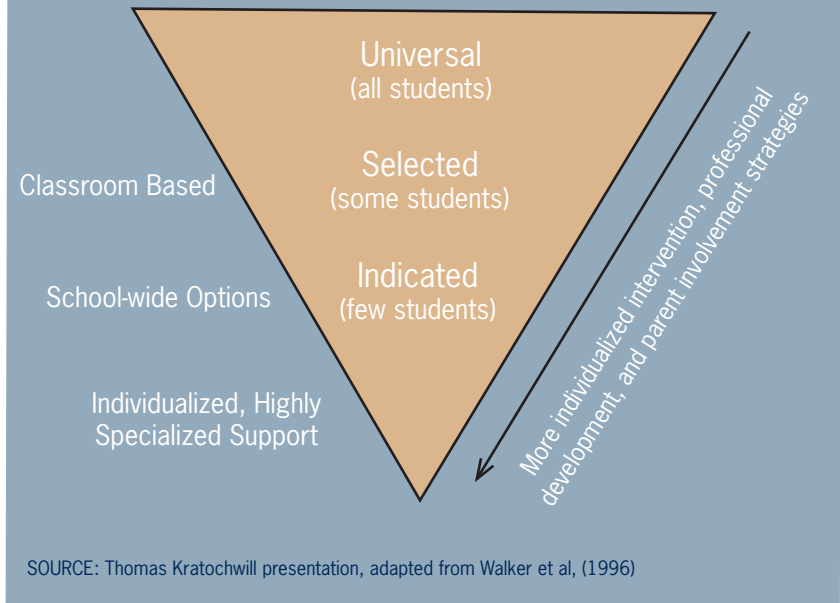 Universal
(all students)
Selected
(some students)
Classroom Based
Indicated
(few students)
School-wide Options
Individualized, Highly
Specialized Support
More individualized intervention, professional
development, and parent involvement strategies
SOURCE: Thomas Kratochwill presentation, adapted from Walker et al, (1996)